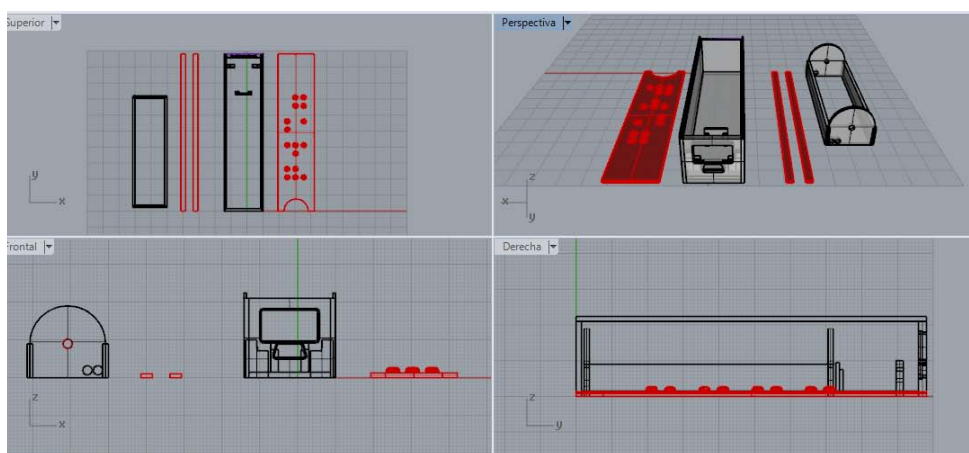 Superior
Perspectiva
y
x
z
y
Frontal
Derecha
z
x
z
y